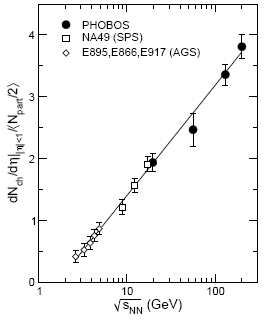 PHOBOS
NA49 (SPS)
E895,E866,E917 (AGS)
dN_ch/dη||η|<1/⟨N_part/2⟩
4
3
2
1
0
1 10 100
√s_NN (GeV)